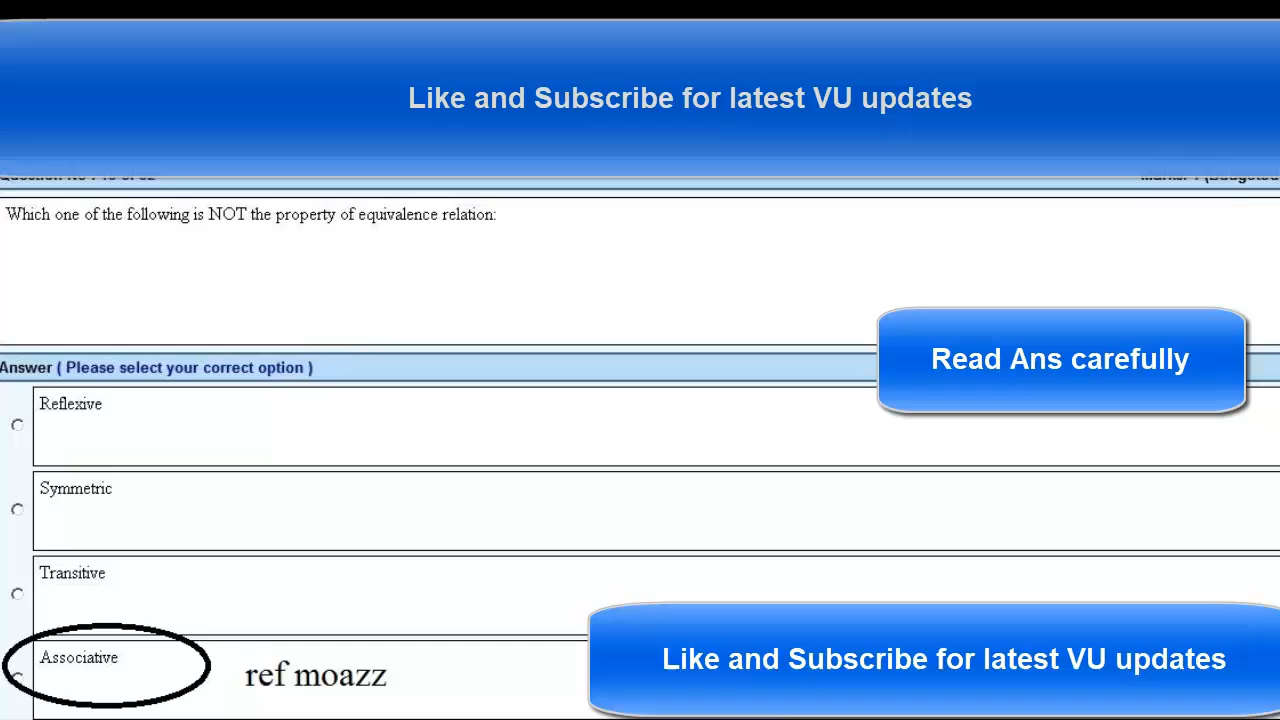 Like and Subscribe for latest VU updates
Which one of the following is NOT the property of equivalence relation:
Read Ans carefully
Answer ( Please select your correct option )
Reflexive
Symmetric
Transitive
Associative
ref moazz
Like and Subscribe for latest VU updates